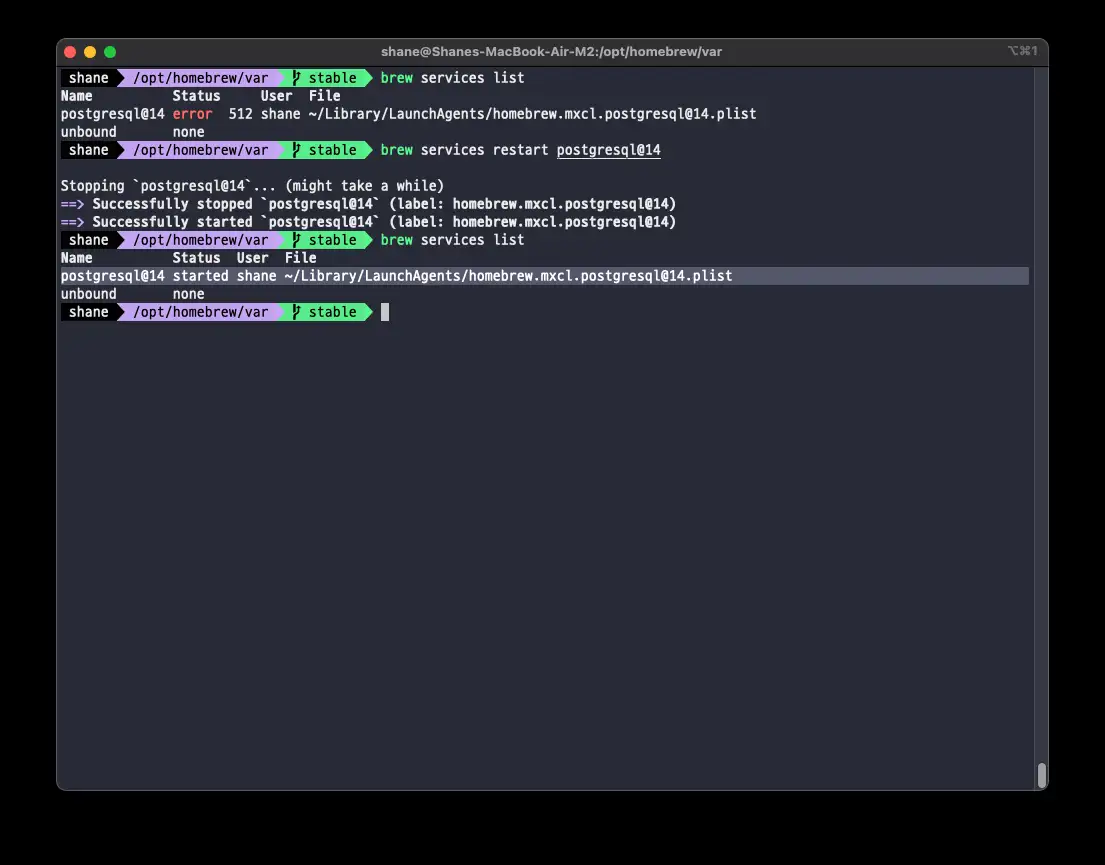 shane@Shanes-MacBook-Air-M2:/opt/homebrew/var ⌥⌘1
shane /opt/homebrew/var stable brew services list
Name Status User File
postgresql@14 error 512 shane ~/Library/LaunchAgents/homebrew.mxcl.postgresql@14.plist
unbound none
shane /opt/homebrew/var stable brew services restart postgresql@14
Stopping `postgresql@14`... (might take a while)
==> Successfully stopped `postgresql@14` (label: homebrew.mxcl.postgresql@14)
==> Successfully started `postgresql@14` (label: homebrew.mxcl.postgresql@14)
shane /opt/homebrew/var stable brew services list
Name Status User File
postgresql@14 started shane ~/Library/LaunchAgents/homebrew.mxcl.postgresql@14.plist
unbound none
shane /opt/homebrew/var stable